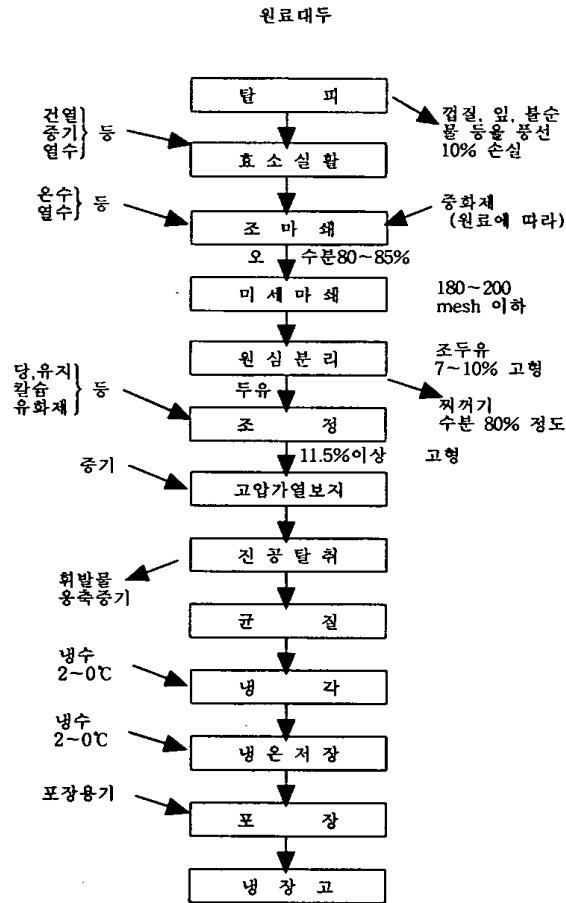 원료대두
탈 피
껍질, 잎, 불순
물 등을 풍선
10% 손실
건열
증기
열수
등
효소실활
온수
열수
등
조 마 쇄
중화제
(원료에 따라)
오
수분80~85%
미세마쇄
180~200
mesh 이하
원심분리
조두유
7~10% 고형
두유
찌꺼기
수분 80% 정도
당,유지
칼슘
유화제
등
조 정
11.5%이상 고형
증기
고압가열보지
진공탈취
휘발물
응축증기
균 질
냉수
2~0℃
냉 각
냉수
2~0℃
냉온저장
포장용기
포 장
냉 장 고